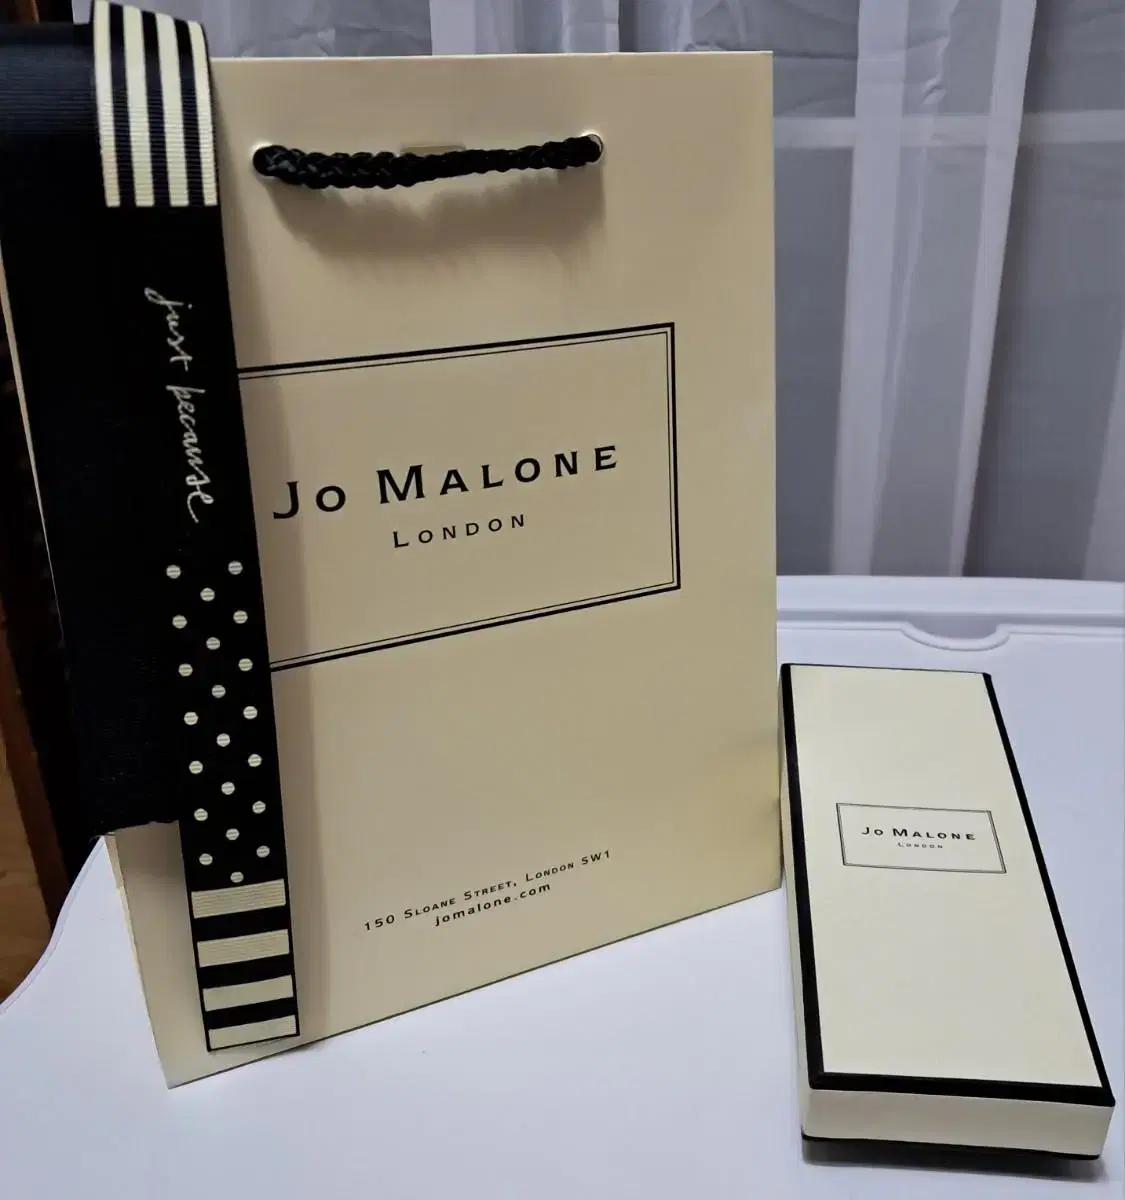 just because
JO MALONE
LONDON
150 SLOANE STREET, LONDON SW1
jomalone.com
JO MALONE
LONDON